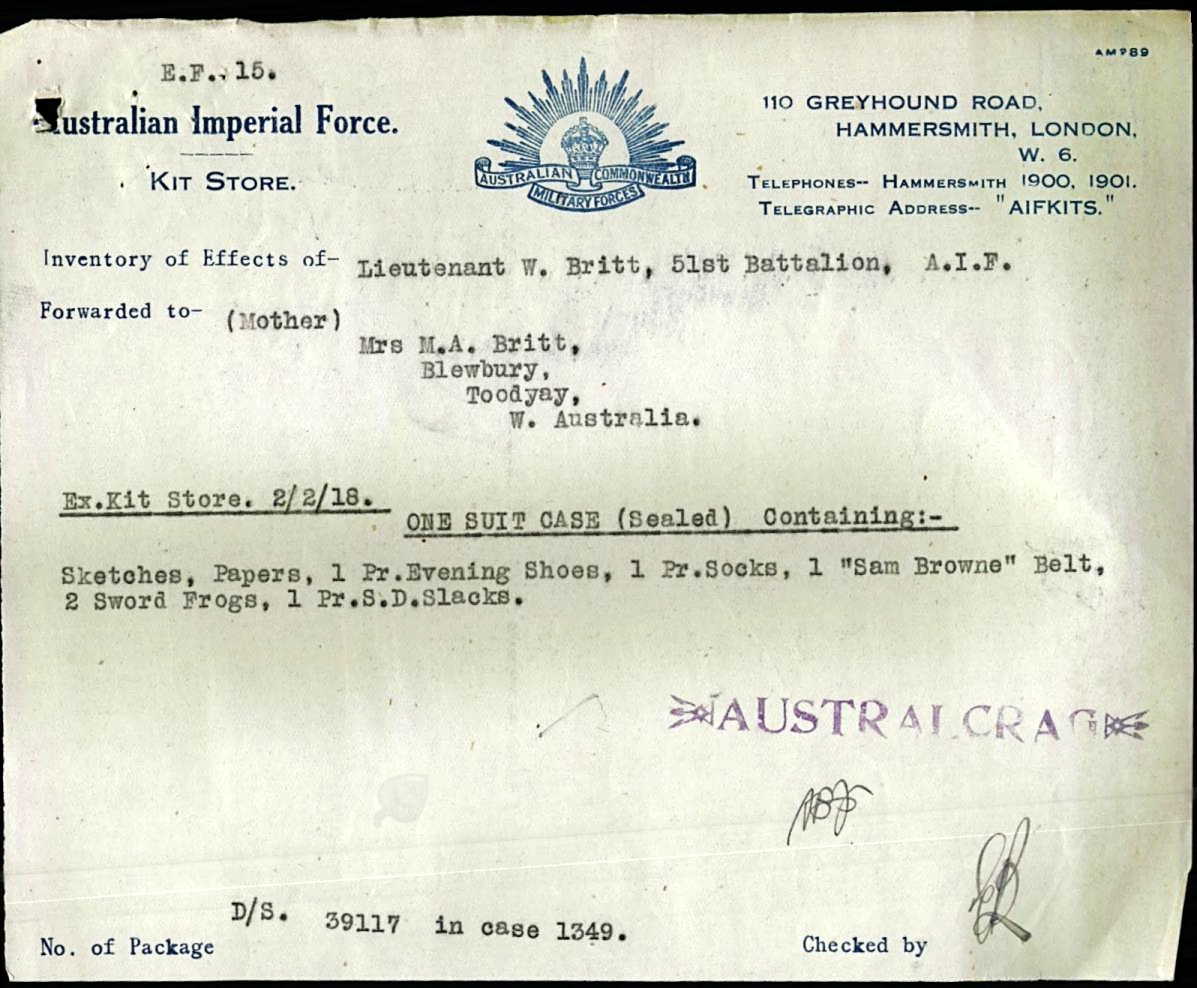 AM989
E.F. 15.
Australian Imperial Force.
KIT STORE.
AUSTRALIAN COMMONWEALTH
MILITARY FORCES
110 GREYHOUND ROAD,
HAMMERSMITH, LONDON,
W. 6.
TELEPHONES-- HAMMERSMITH 1900, 1901.
TELEGRAPHIC ADDRESS-- "AIFKITS."
Inventory of Effects of- Lieutenant W. Britt, 51st Battalion, A.I.F.
Forwarded to- (Mother)
Mrs M.A. Britt,
Blewbury,
Toodyay,
W. Australia.
Ex.Kit Store. 2/2/18.
ONE SUIT CASE (Sealed) Containing:-
Sketches, Papers, 1 Pr.Evening Shoes, 1 Pr.Socks, 1 "Sam Browne" Belt,
2 Sword Frogs, 1 Pr.S.D.Slacks.
AUSTRALCRAG
D/S. 39117 in case 1349.
No. of Package
Checked by